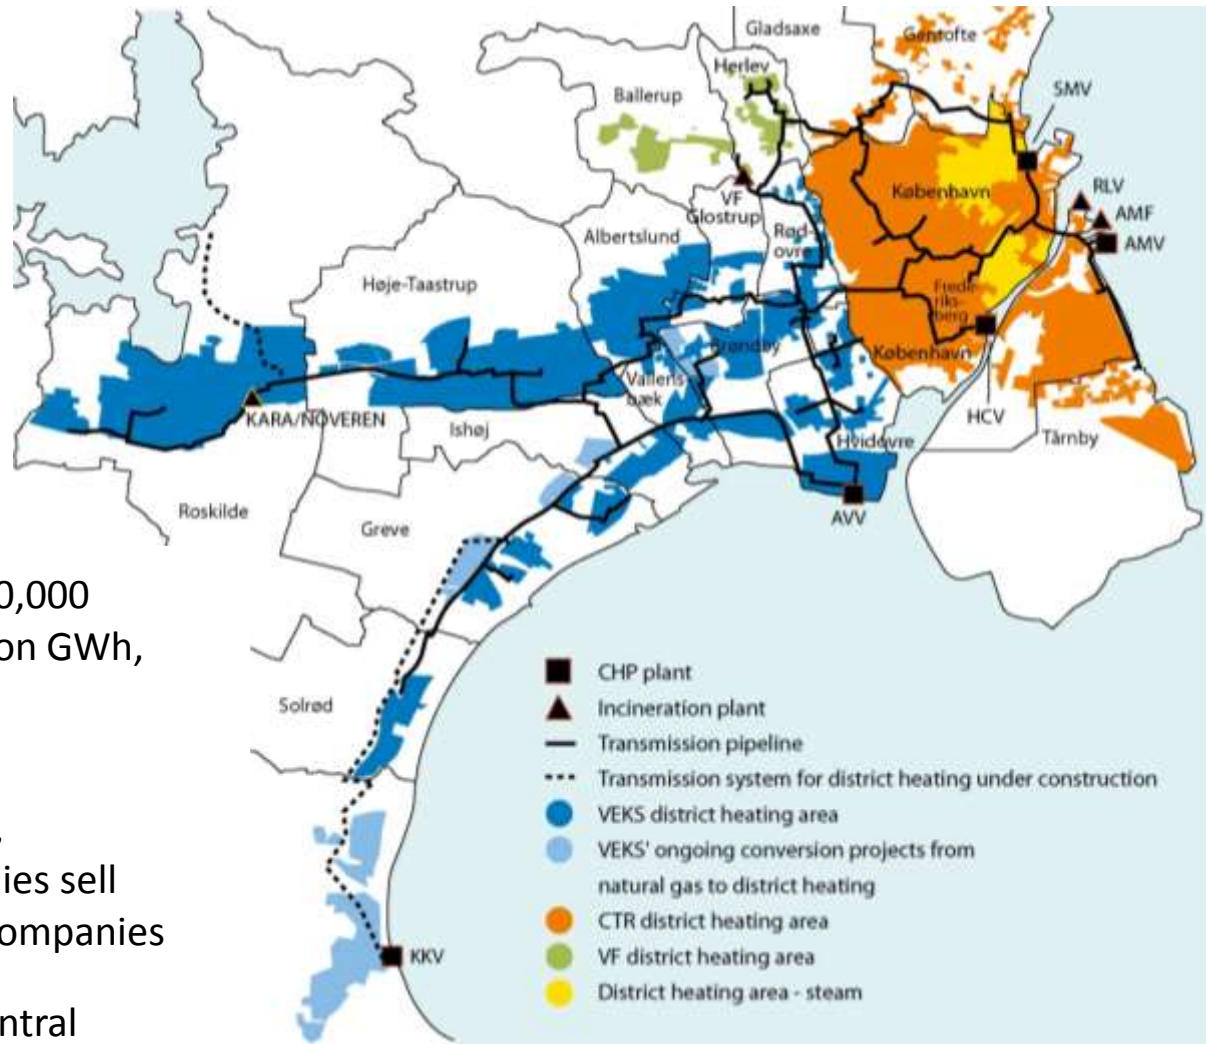 Gladsaxe
Gentofte
Herlev
SMV
Ballerup
København
RLV
VF
AMF
Glostrup
AMV
Albertslund
Rød-
ovre
Høje-Taastrup
Frede-
riks-
berg
Brøndby
København
Vallens-
bæk
KARA/NOVEREN
HCV
Ishøj
Hvidovre
Tårnby
Roskilde
AVV
Greve
0,000
on GWh,
Solrød
CHP plant
Incineration plant
Transmission pipeline
Transmission system for district heating under construction
VEKS district heating area
VEKS' ongoing conversion projects from
natural gas to district heating
ies sell
CTR district heating area
ompanies
VF district heating area
KKV
District heating area - steam
ntral